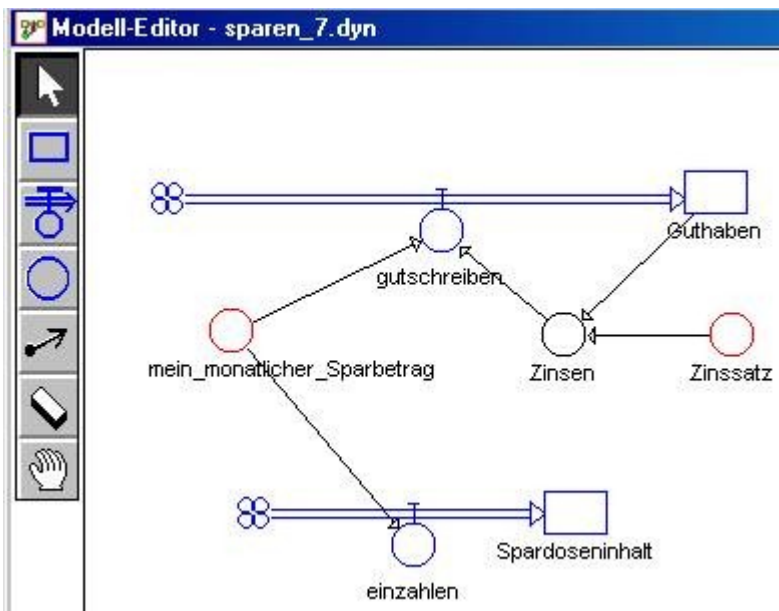 Modell-Editor - sparen_7.dyn
Guthaben
gutschreiben
mein_monatlicher_Sparbetrag
Zinsen
Zinssatz
Spardoseninhalt
einzahlen